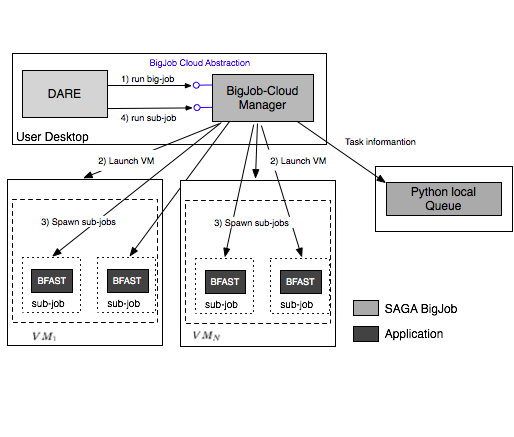 BigJob Cloud Abstraction
1) run big-job
DARE
BigJob-Cloud
Manager
4) run sub-job
User Desktop
Task informantion
2) Launch VM
2) Launch VM
Python local
Queue
3) Spawn sub-jobs
3) Spawn sub-jobs
BFAST
BFAST
BFAST
BFAST
sub-job
sub-job
sub-job
sub-job
SAGA BigJob
Application
VM₁
VM_N